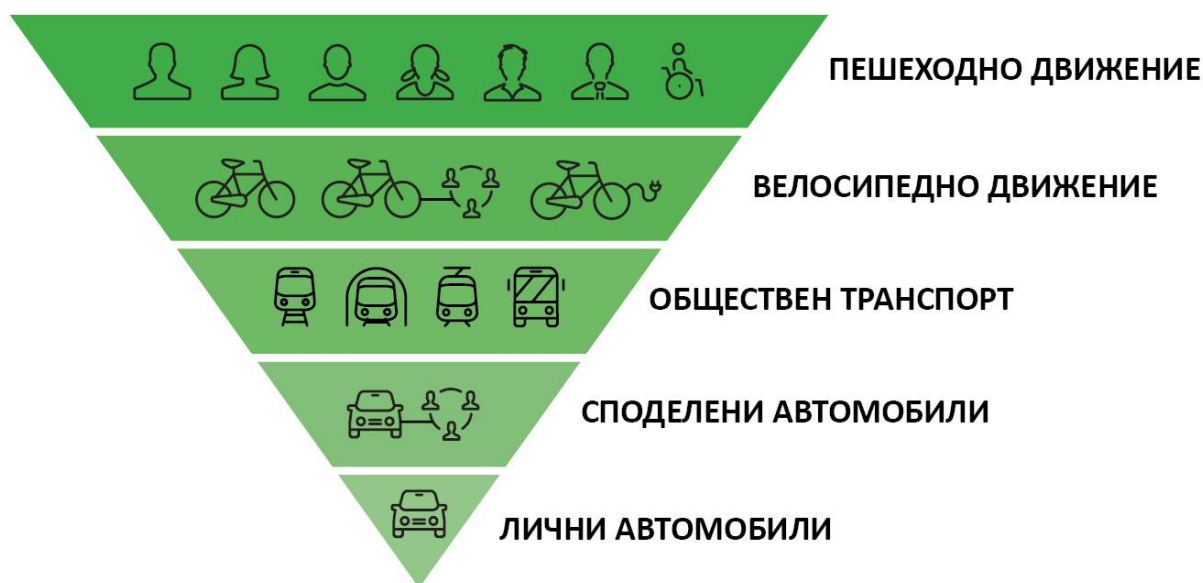 ПЕШЕХОДНО ДВИЖЕНИЕ
ВЕЛОСИПЕДНО ДВИЖЕНИЕ
ОБЩЕСТВЕН ТРАНСПОРТ
СПОДЕЛЕНИ АВТОМОБИЛИ
ЛИЧНИ АВТОМОБИЛИ